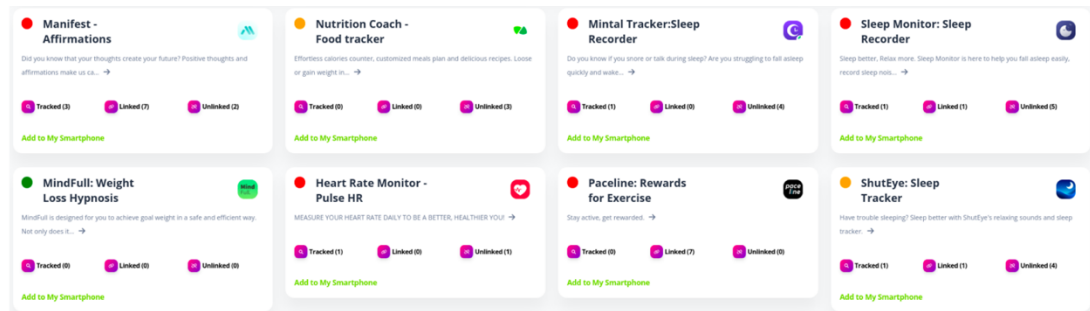 Manifest -
Affirmations
Did you know that your thoughts create your future? Positive thoughts and
affirmations make us ca... →
Tracked (3) Linked (7) Unlinked (2)
Add to My Smartphone
Nutrition Coach -
Food tracker
Effortless calories counter, customized meals plan and delicious recipes. Loose
or gain weight in... →
Tracked (0) Linked (0) Unlinked (3)
Add to My Smartphone
Mintal Tracker:Sleep
Recorder
Do you know if you snore or talk during sleep? Are you struggling to fall asleep
quickly and wake... →
Tracked (1) Linked (0) Unlinked (4)
Add to My Smartphone
Sleep Monitor: Sleep
Recorder
Sleep better, Relax more. Sleep Monitor is here to help you fall asleep easily,
record sleep nois... →
Tracked (1) Linked (1) Unlinked (5)
Add to My Smartphone
MindFull: Weight
Loss Hypnosis
Mind
Full
MindFull is designed for you to achieve goal weight in a safe and efficient way.
Not only does it... →
Tracked (0) Linked (0) Unlinked (0)
Add to My Smartphone
Heart Rate Monitor -
Pulse HR
MEASURE YOUR HEART RATE DAILY TO BE A BETTER, HEALTHIER YOU! →
Tracked (1) Linked (0) Unlinked (1)
Add to My Smartphone
Paceline: Rewards
for Exercise
pace
line
Stay active, get rewarded. →
Tracked (0) Linked (7) Unlinked (0)
Add to My Smartphone
ShutEye: Sleep
Tracker
Have trouble sleeping? Sleep better with ShutEye's relaxing sounds and sleep
tracker. →
Tracked (1) Linked (1) Unlinked (4)
Add to My Smartphone